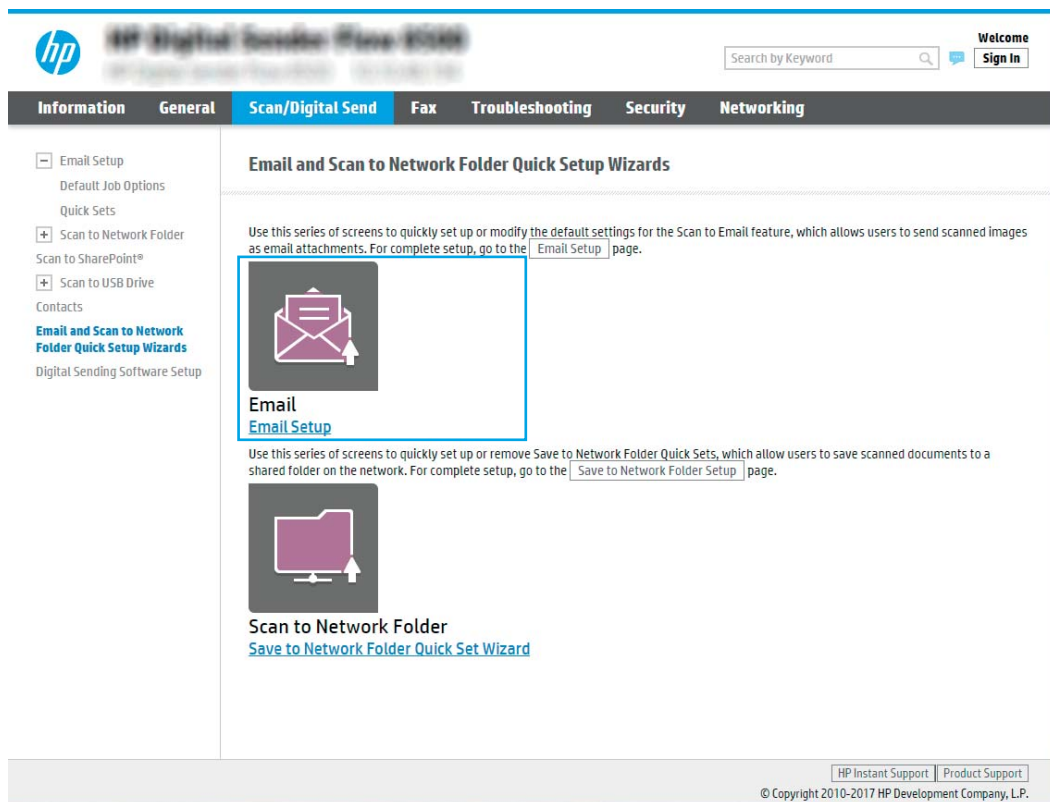 hp
Welcome
Search by Keyword
Sign In
Information General Scan/Digital Send Fax Troubleshooting Security Networking
Email Setup
Default Job Options
Quick Sets
Scan to Network Folder
Scan to SharePoint®
Scan to USB Drive
Contacts
Email and Scan to Network
Folder Quick Setup Wizards
Digital Sending Software Setup
Email and Scan to Network Folder Quick Setup Wizards
Use this series of screens to quickly set up or modify the default settings for the Scan to Email feature, which allows users to send scanned images
as email attachments. For complete setup, go to the Email Setup page.
Email
Email Setup
Use this series of screens to quickly set up or remove Save to Network Folder Quick Sets, which allow users to save scanned documents to a
shared folder on the network. For complete setup, go to the Save to Network Folder Setup page.
Scan to Network Folder
Save to Network Folder Quick Set Wizard
HP Instant Support Product Support
© Copyright 2010-2017 HP Development Company, L.P.